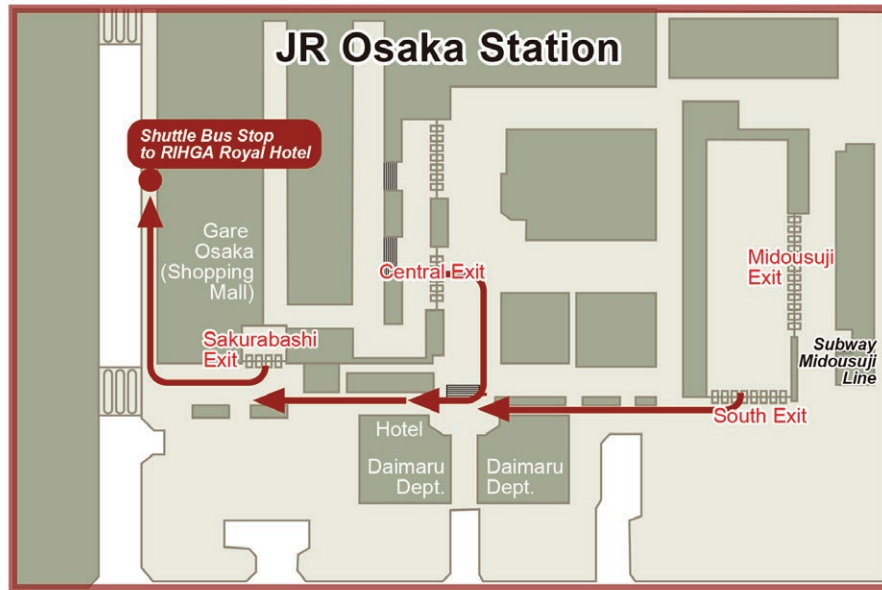 JR Osaka Station
Shuttle Bus Stop
to RIHGA Royal Hotel
Gare
Osaka
(Shopping
Mall)
Central Exit
Midousuji
Exit
Sakurabashi
Exit
Subway
Midousuji
Line
South Exit
Hotel
Daimaru
Dept.
Daimaru
Dept.